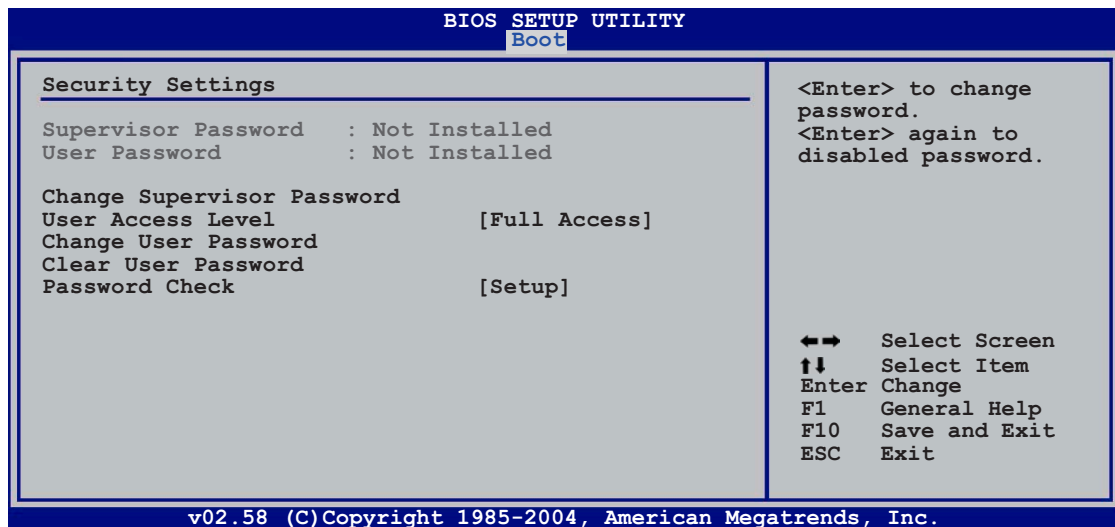 BIOS SETUP UTILITY
Boot
Security Settings
Supervisor Password : Not Installed
User Password : Not Installed
Change Supervisor Password
User Access Level [Full Access]
Change User Password
Clear User Password
Password Check [Setup]
<Enter> to change
password.
<Enter> again to
disabled password.
←→ Select Screen
↑↓ Select Item
Enter Change
F1 General Help
F10 Save and Exit
ESC Exit
v02.58 (C)Copyright 1985-2004, American Megatrends, Inc.